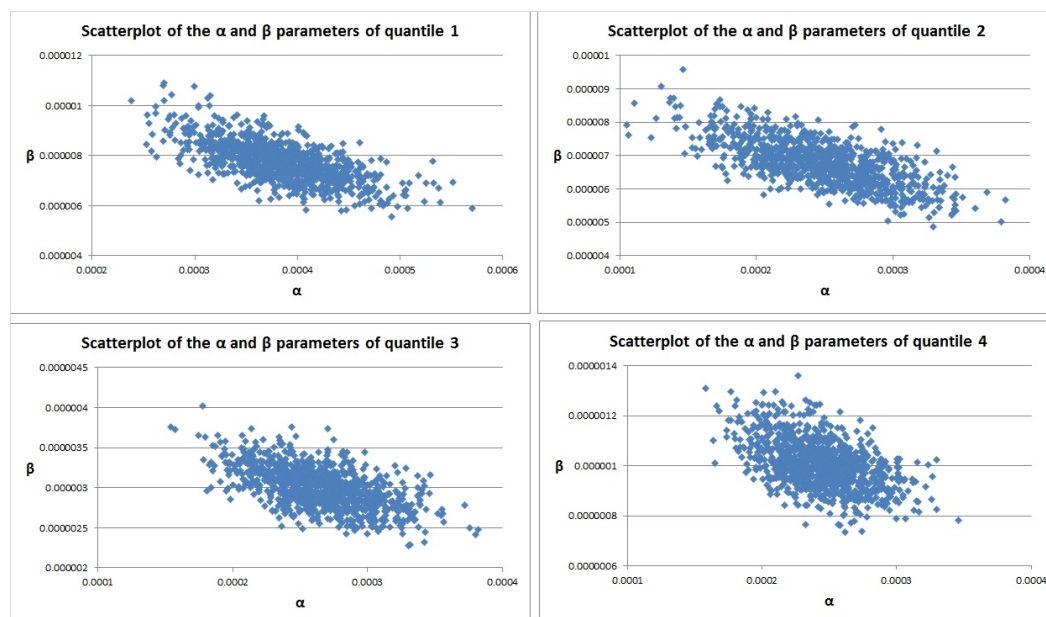 Scatterplot of the α and β parameters of quantile 1
0.000012
0.00001
0.000008
0.000006
0.000004
β
0.0002 0.0003 0.0004 0.0005 0.0006
α
Scatterplot of the α and β parameters of quantile 2
0.00001
0.000009
0.000008
0.000007
0.000006
0.000005
0.000004
β
0.0001 0.0002 0.0003 0.0004
α
Scatterplot of the α and β parameters of quantile 3
0.0000045
0.000004
0.0000035
0.000003
0.0000025
0.000002
β
0.0001 0.0002 0.0003 0.0004
α
Scatterplot of the α and β parameters of quantile 4
0.0000014
0.0000012
0.000001
0.0000008
0.0000006
β
0.0001 0.0002 0.0003 0.0004
α